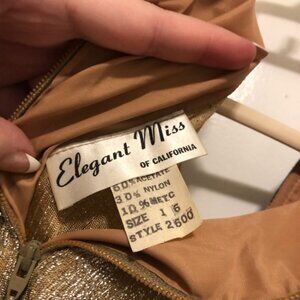 Elegant Miss
OF CALIFORNIA
60% ACETATE
30% NYLON
10% METC
SIZE 16
STYLE 2600